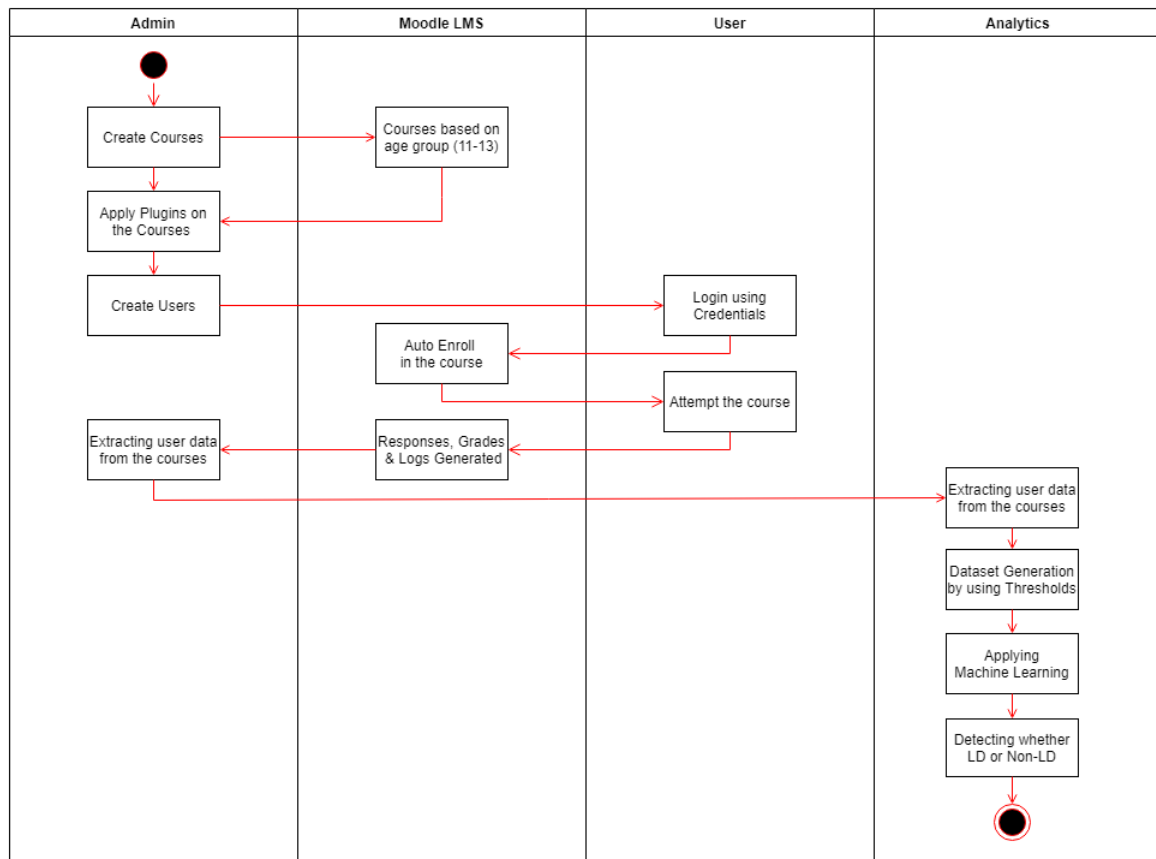 Admin
Moodle LMS
User
Analytics
Create Courses
Courses based on
age group (11-13)
Apply Plugins on
the Courses
Create Users
Login using
Credentials
Auto Enroll
in the course
Attempt the course
Extracting user data
from the courses
Responses, Grades
& Logs Generated
Extracting user data
from the courses
Dataset Generation
by using Thresholds
Applying
Machine Learning
Detecting whether
LD or Non-LD